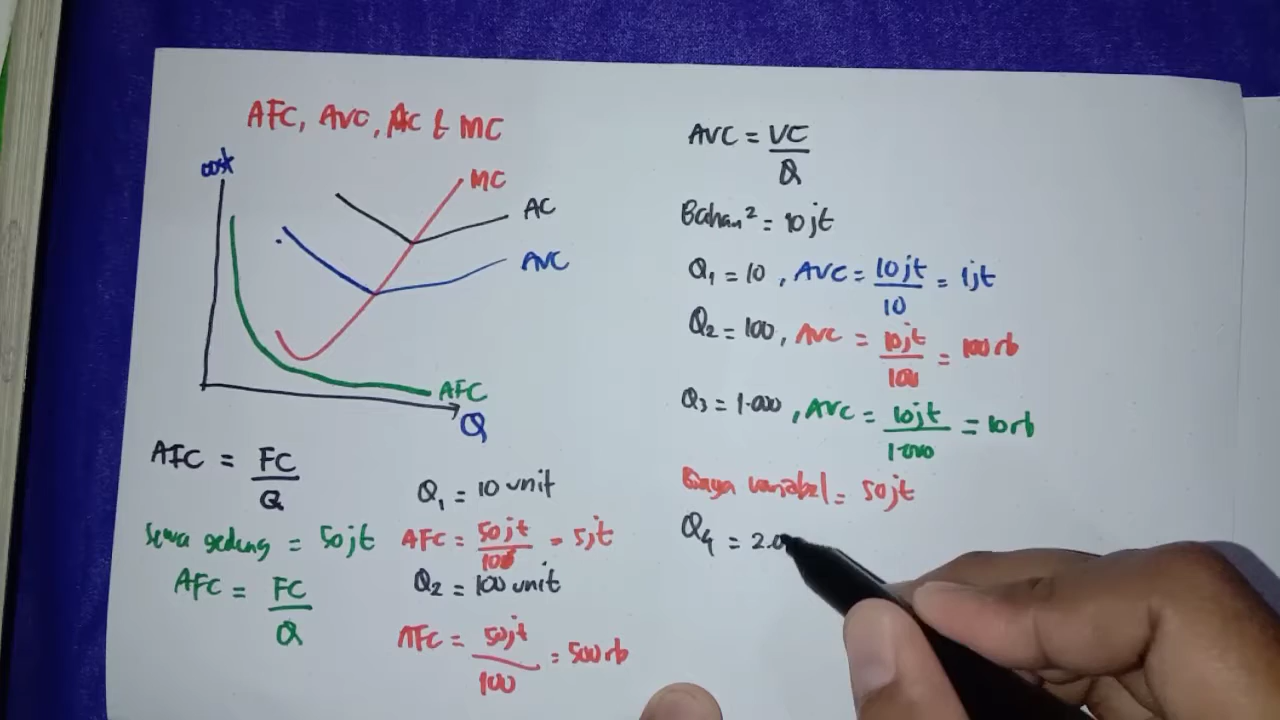 AFC, AVC, AC & MC
cost
MC
AC
AVC
AFC
Q
AFC = FC/Q
Sewa gedung = 50jt
AFC = FC/Q
Q₁ = 10 unit
AFC = 50jt/10 = 5jt
Q₂ = 100 unit
AFC = 50jt/100 = 500rb
AVC = VC/Q
Bahan² = 10jt
Q₁ = 10, AVC = 10jt/10 = 1jt
Q₂ = 100, AVC = 10jt/100 = 100rb
Q₃ = 1.000, AVC = 10jt/1.000 = 10rb
Biaya variabel = 50jt
Q₄ = 2.0